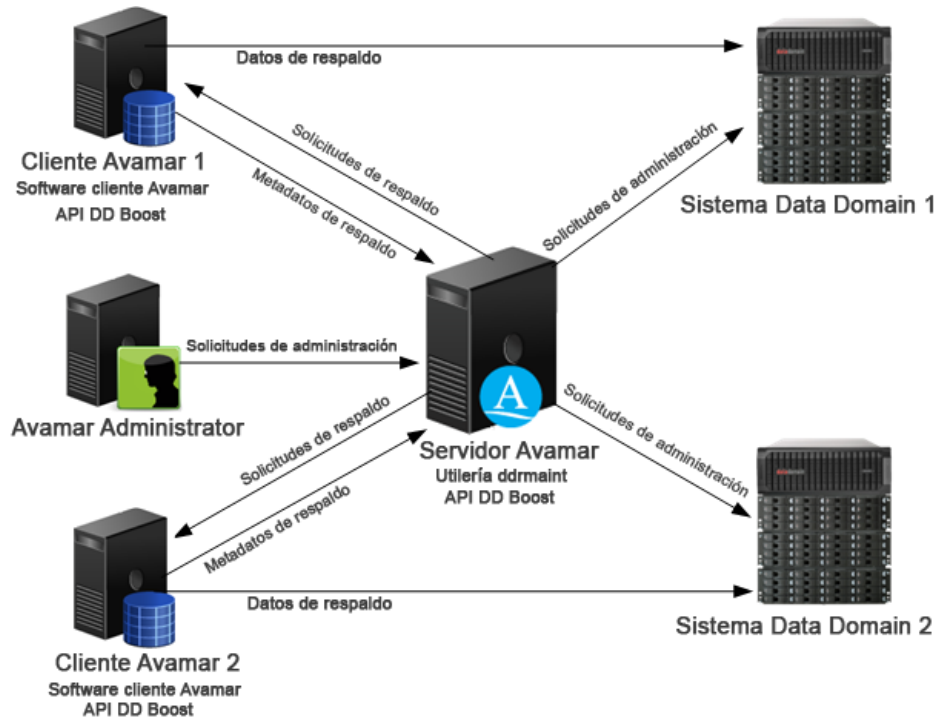 Datos de respaldo
Solicitudes de respaldo
Metadatos de respaldo
Cliente Avamar 1
Software cliente Avamar
API DD Boost
Solicitudes de administración
Sistema Data Domain 1
Solicitudes de administración
Avamar Administrator
A
Servidor Avamar
Utilería ddrmaint
API DD Boost
Solicitudes de respaldo
Metadatos de respaldo
Solicitudes de administración
Datos de respaldo
Cliente Avamar 2
Software cliente Avamar
API DD Boost
Sistema Data Domain 2